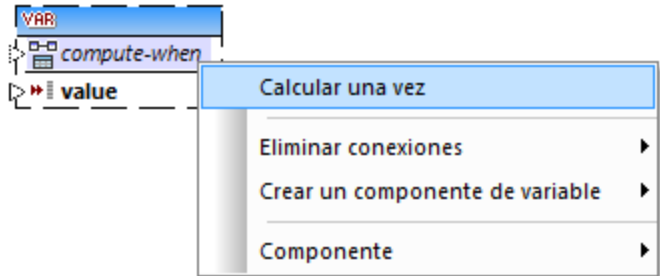 VAR
compute-when
value
Calcular una vez
Eliminar conexiones
Crear un componente de variable
Componente